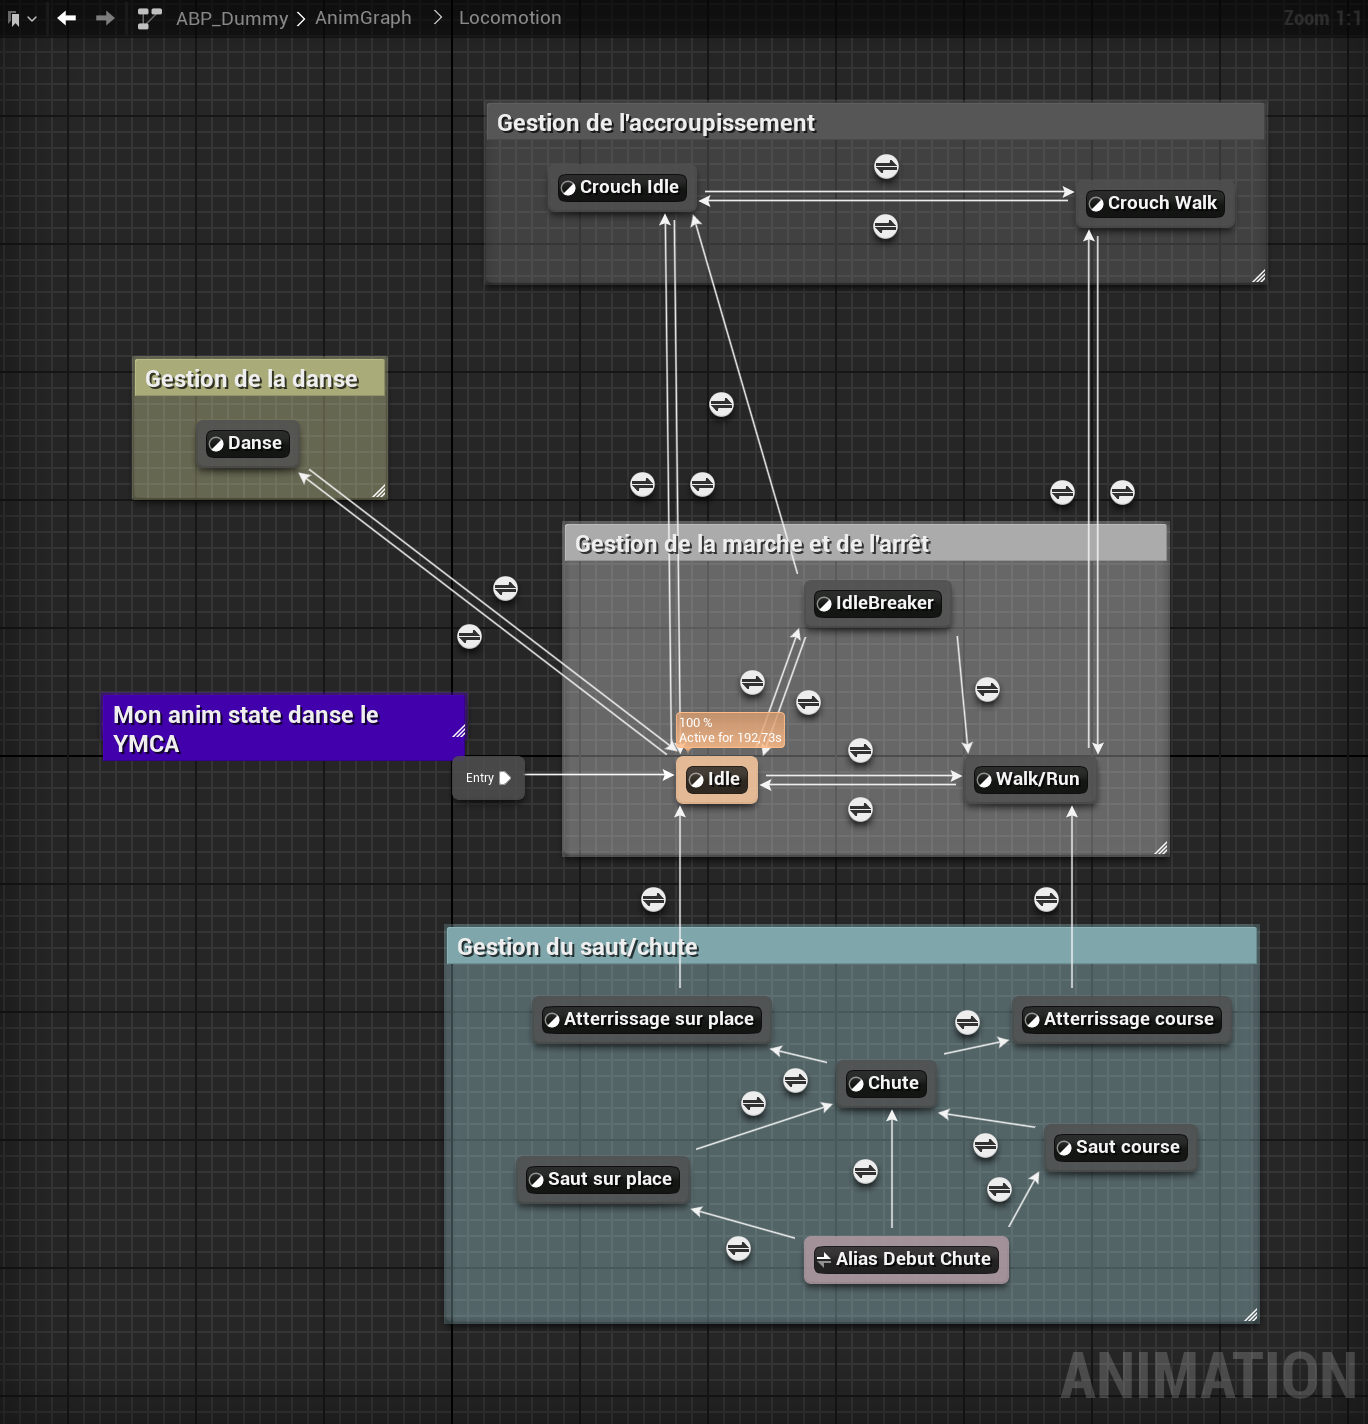 ABP_Dummy > AnimGraph > Locomotion
Zoom 1:1
Gestion de l'accroupissement
Crouch Idle
Crouch Walk
Gestion de la danse
Danse
Gestion de la marche et de l'arrêt
IdleBreaker
Mon anim state danse le
YMCA
100 %
Active for 192,73s
Entry
Idle
Walk/Run
Gestion du saut/chute
Atterrissage sur place
Atterrissage course
Chute
Saut course
Saut sur place
Alias Debut Chute
ANIMATION